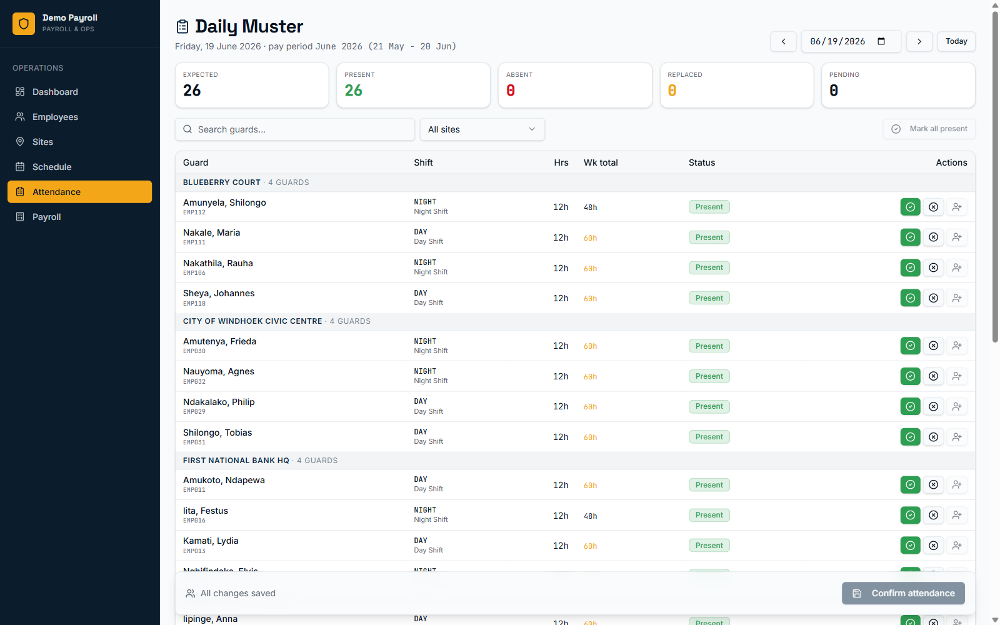 Demo Payroll
PAYROLL & OPS
OPERATIONS
Dashboard
Employees
Sites
Schedule
Attendance
Payroll
Daily Muster
Friday, 19 June 2026 · pay period June 2026 (21 May - 20 Jun)
06/19/2026
Today
EXPECTED
26
PRESENT
26
ABSENT
0
REPLACED
0
PENDING
0
Search guards...
All sites
Mark all present
Guard Shift Hrs Wk total Status Actions
BLUEBERRY COURT · 4 GUARDS
Amunyela, Shilongo NIGHT 12h 48h Present
EMP112 Night Shift
Nakale, Maria DAY 12h 60h Present
EMP111 Day Shift
Nakathila, Rauha NIGHT 12h 60h Present
EMP106 Night Shift
Sheya, Johannes DAY 12h 60h Present
EMP110 Day Shift
CITY OF WINDHOEK CIVIC CENTRE · 4 GUARDS
Amutenya, Frieda NIGHT 12h 60h Present
EMP030 Night Shift
Nauyoma, Agnes NIGHT 12h 60h Present
EMP032 Night Shift
Ndakalako, Philip DAY 12h 60h Present
EMP029 Day Shift
Shilongo, Tobias DAY 12h 60h Present
EMP031 Day Shift
FIRST NATIONAL BANK HQ · 4 GUARDS
Amukoto, Ndapewa DAY 12h 60h Present
EMP011 Day Shift
Iita, Festus NIGHT 12h 48h Present
EMP016 Night Shift
Kamati, Lydia DAY 12h 60h Present
EMP013 Day Shift
Nghifindaka, Elvis NIGHT
All changes saved
Confirm attendance
Iipinge, Anna DAY 12h 60h Present